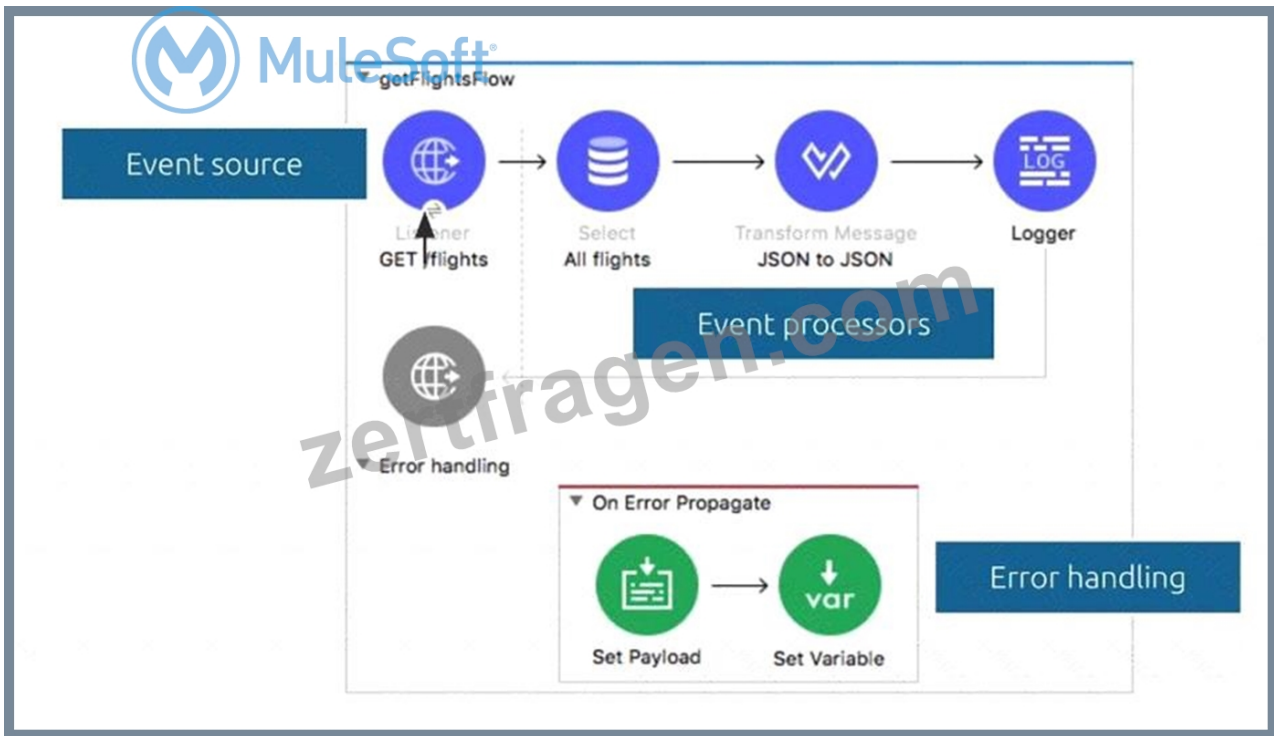 MuleSoft®
getFlightsFlow
Event source
LOG
Listener
Select
Transform Message
Logger
GET /flights
All flights
JSON to JSON
Event processors
zertfragen.com
Error handling
On Error Propagate
Error handling
var
Set Payload
Set Variable